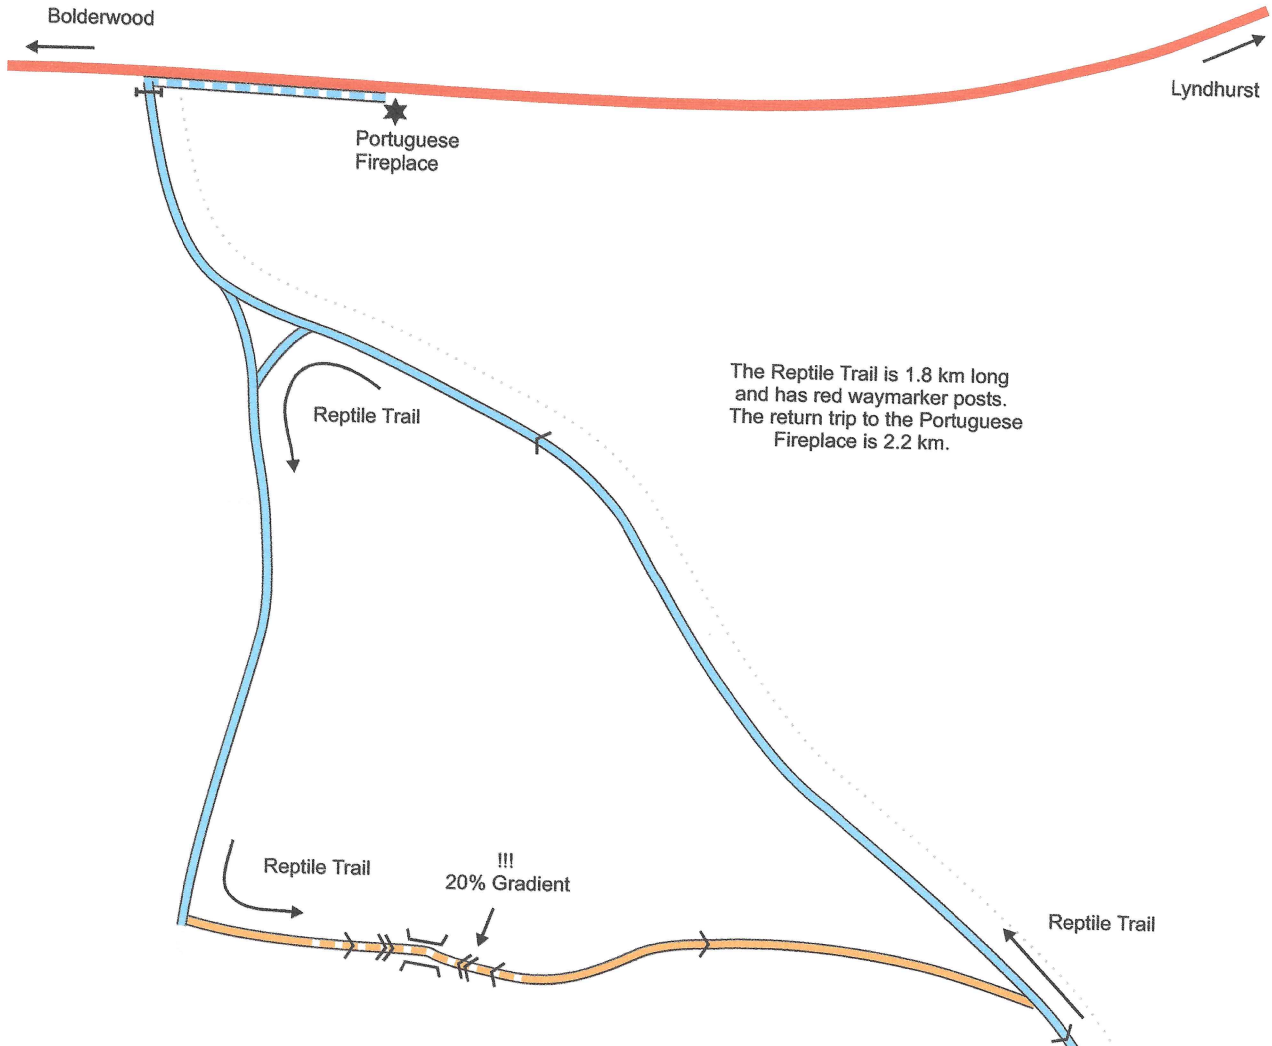 Bolderwood
Lyndhurst
Portuguese
Fireplace
The Reptile Trail is 1.8 km long
and has red waymarker posts.
The return trip to the Portuguese
Fireplace is 2.2 km.
Reptile Trail
!!!
20% Gradient
Reptile Trail
Reptile Trail